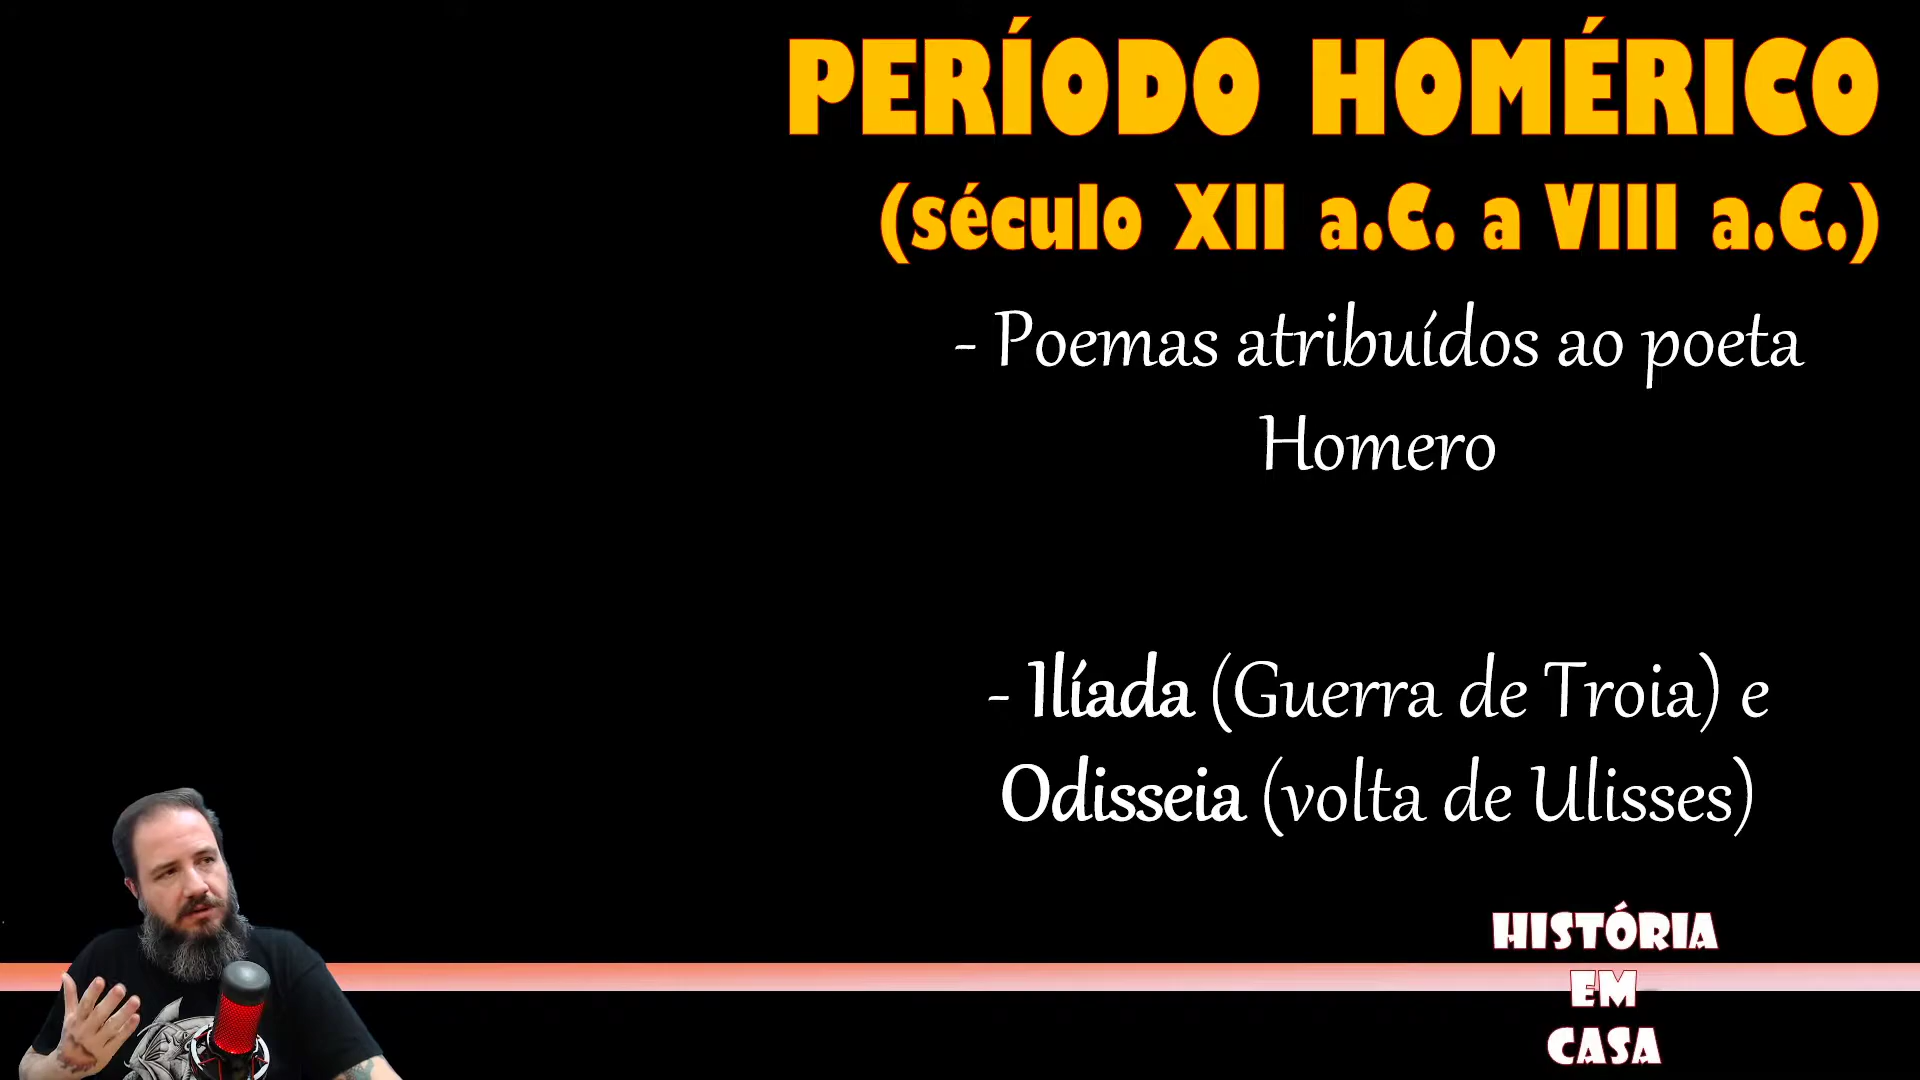 PERÍODO HOMÉRICO
(século XII a.C. a VIII a.C.)
- Poemas atribuídos ao poeta
Homero
- Ilíada (Guerra de Troia) e
Odisseia (volta de Ulisses)
HISTÓRIA
EM
CASA